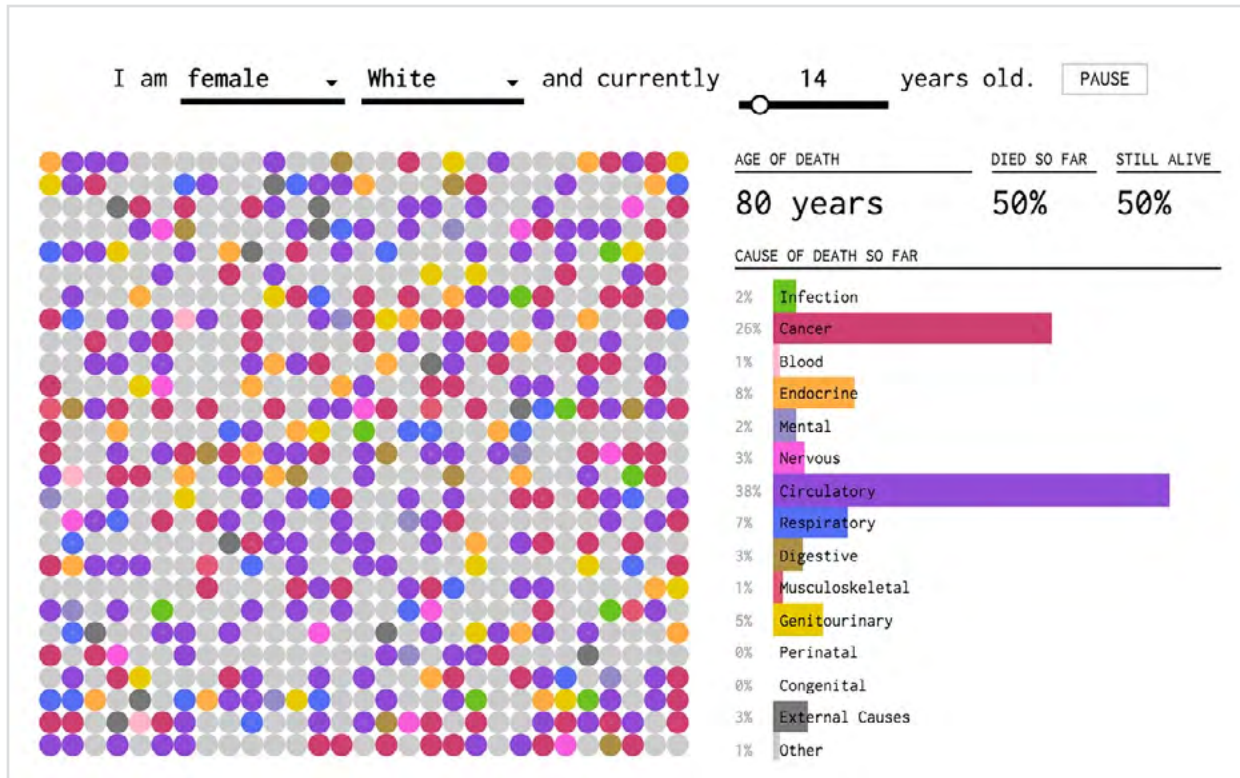 I am female White and currently 14 years old. PAUSE
AGE OF DEATH DIED SO FAR STILL ALIVE
80 years 50% 50%
CAUSE OF DEATH SO FAR
2% Infection
26% Cancer
1% Blood
8% Endocrine
2% Mental
3% Nervous
38% Circulatory
7% Respiratory
3% Digestive
1% Musculoskeletal
5% Genitourinary
0% Perinatal
0% Congenital
3% External Causes
1% Other